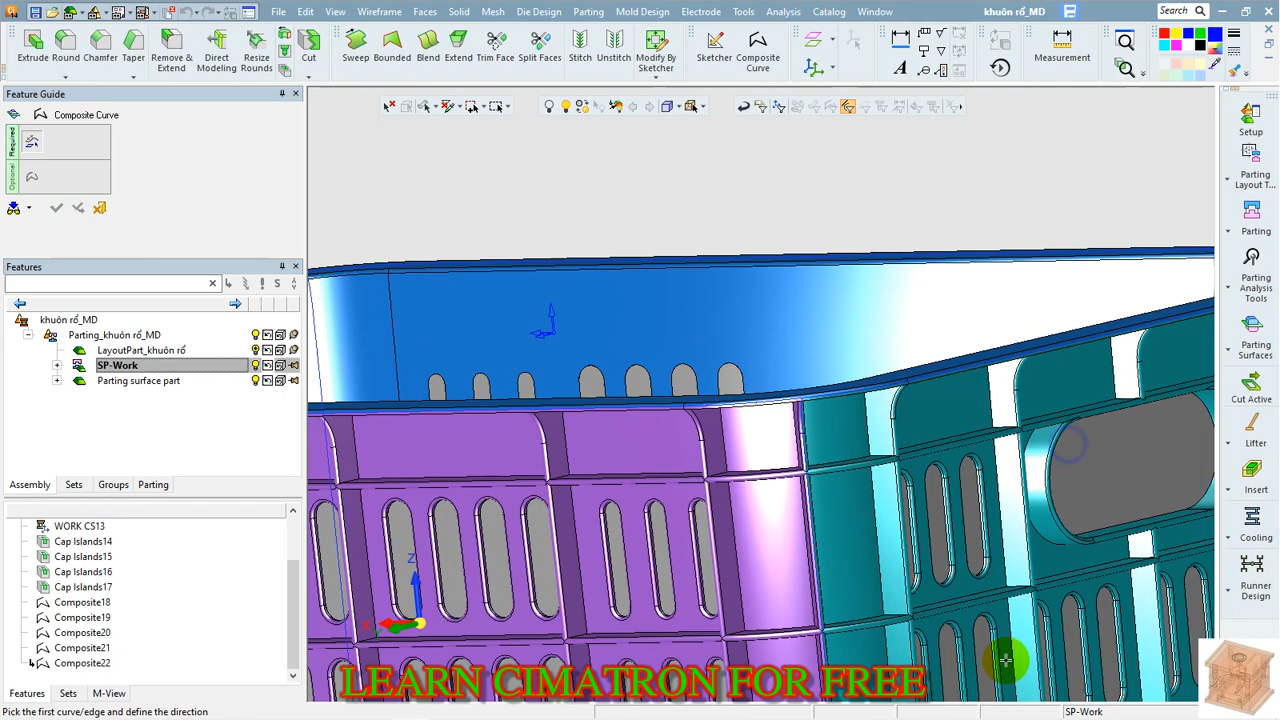 File Edit View Wireframe Faces Solid Mesh Die Design Parting Mold Design Electrode Tools Analysis Catalog Window khuôn rổ_MD Search
Extrude Round Chamfer Taper Remove & Extend Direct Modeling Resize Rounds Cut Sweep Bounded Blend Extend Trim Face Split Faces Stitch Unstitch Modify By Sketcher Sketcher Composite Curve Measurement
Feature Guide
Composite Curve
Required
Optional
Features
khuôn rổ_MD
Parting_khuôn rổ_MD
LayoutPart_khuôn rổ
SP-Work
Parting surface part
Assembly Sets Groups Parting
WORK CS13
Cap Islands14
Cap Islands15
Cap Islands16
Cap Islands17
Composite18
Composite19
Composite20
Composite21
Composite22
Features Sets M-View
Pick the first curve/edge and define the direction
SP-Work
Z
X
LEARN CIMATRON FOR FREE
Setup
Parting
Layout T...
Parting
Parting
Analysis
Tools
Parting
Surfaces
Cut Active
Lifter
Insert
Cooling
Runner
Design